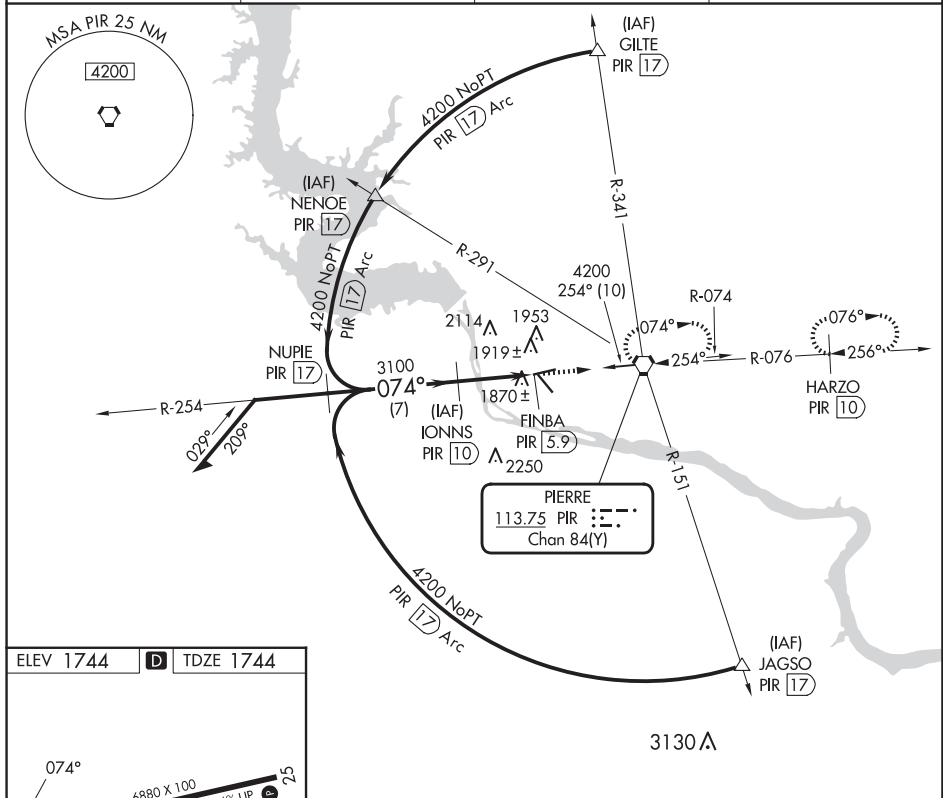 MSA PIR 25 NM
4200
(IAF)
GILTE
PIR 17
4200 NoPT
PIR 17 Arc
(IAF)
NENOE
PIR 17
R-341
R-291
4200 NoPT
PIR 17 Arc
4200
254° (10)
R-074
074°
254°
076°
256°
R-076
HARZO
PIR 10
2114
1953
1919±
1870±
NUPIE
PIR 17
3100
074°
(7)
(IAF)
IONNS
PIR 10
FINBA
PIR 5.9
R-254
029°
209°
2250
R-151
PIERRE
113.75 PIR
Chan 84(Y)
4200 NoPT
PIR 17 Arc
(IAF)
JAGSO
PIR 17
3130
ELEV 1744 D TDZE 1744
074°
6880 X 100
25
UP
P